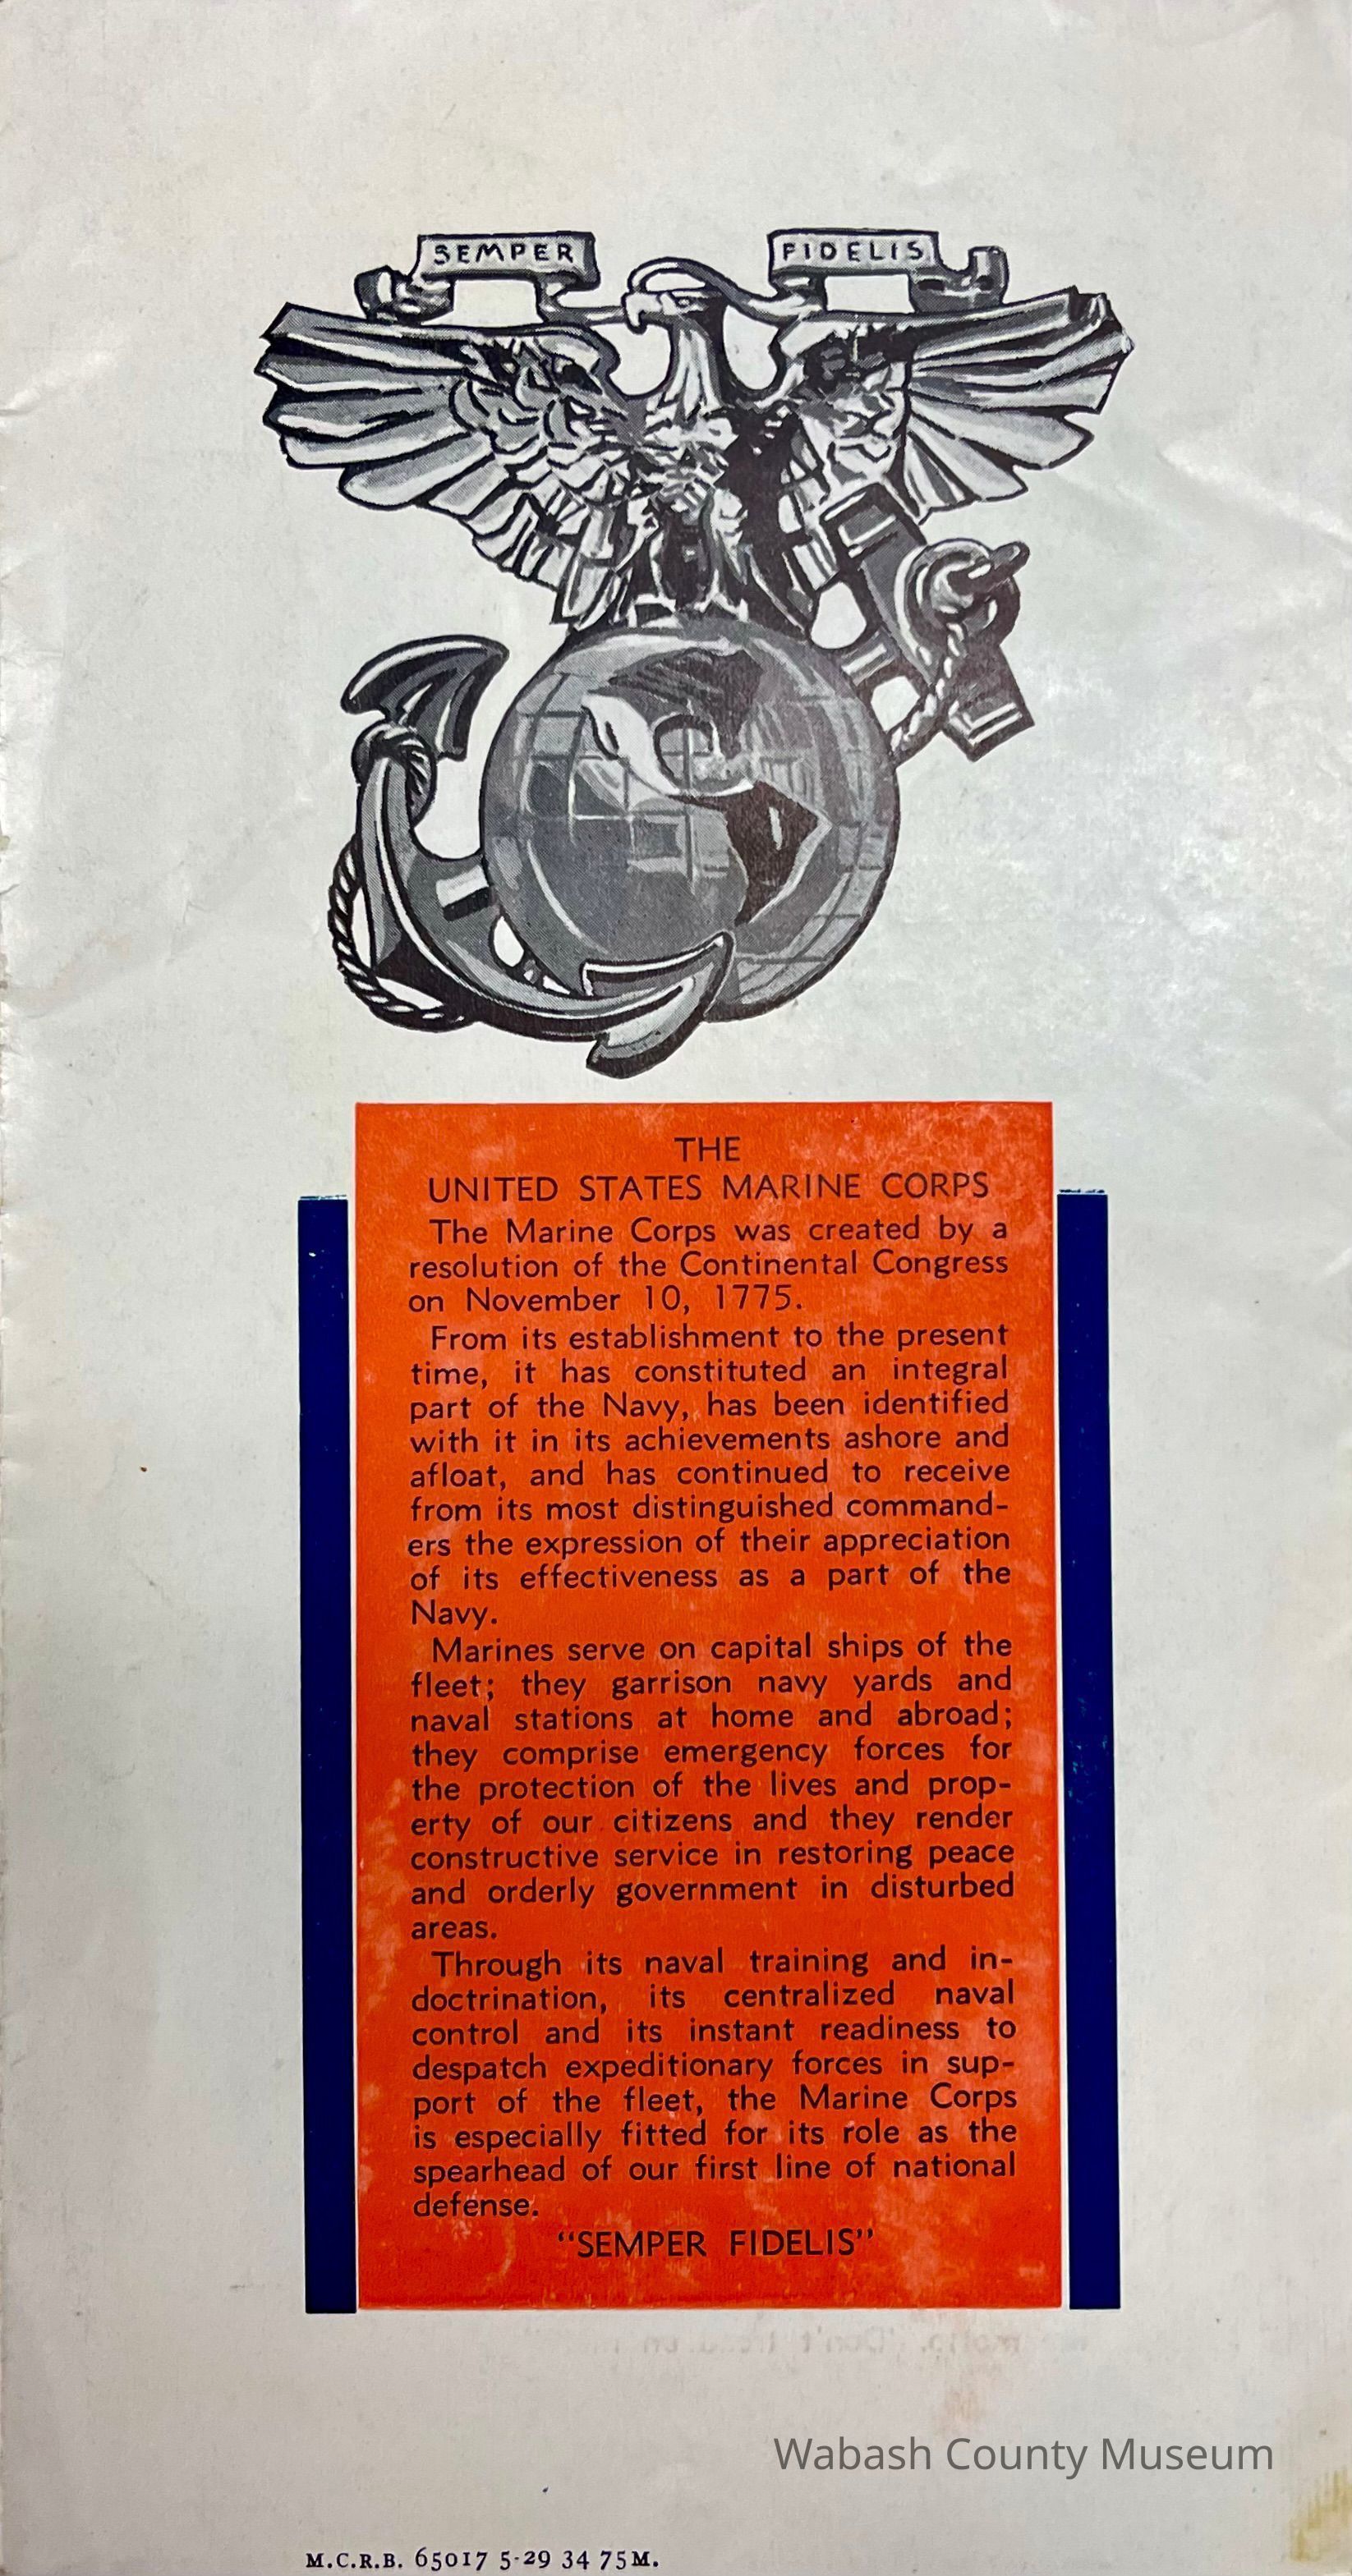 SEMPER FIDELIS
THE
UNITED STATES MARINE CORPS
The Marine Corps was created by a
resolution of the Continental Congress
on November 10, 1775.
From its establishment to the present
time, it has constituted an integral
part of the Navy, has been identified
with it in its achievements ashore and
afloat, and has continued to receive
from its most distinguished command-
ers the expression of their appreciation
of its effectiveness as a part of the
Navy.
Marines serve on capital ships of the
fleet; they garrison navy yards and
naval stations at home and abroad;
they comprise emergency forces for
the protection of the lives and prop-
erty of our citizens and they render
constructive service in restoring peace
and orderly government in disturbed
areas.
Through its naval training and in-
doctrination, its centralized naval
control and its instant readiness to
despatch expeditionary forces in sup-
port of the fleet, the Marine Corps
is especially fitted for its role as the
spearhead of our first line of national
defense.
“SEMPER FIDELIS”
Wabash County Museum
M.C.R.B. 65017 5-29 34 75M.